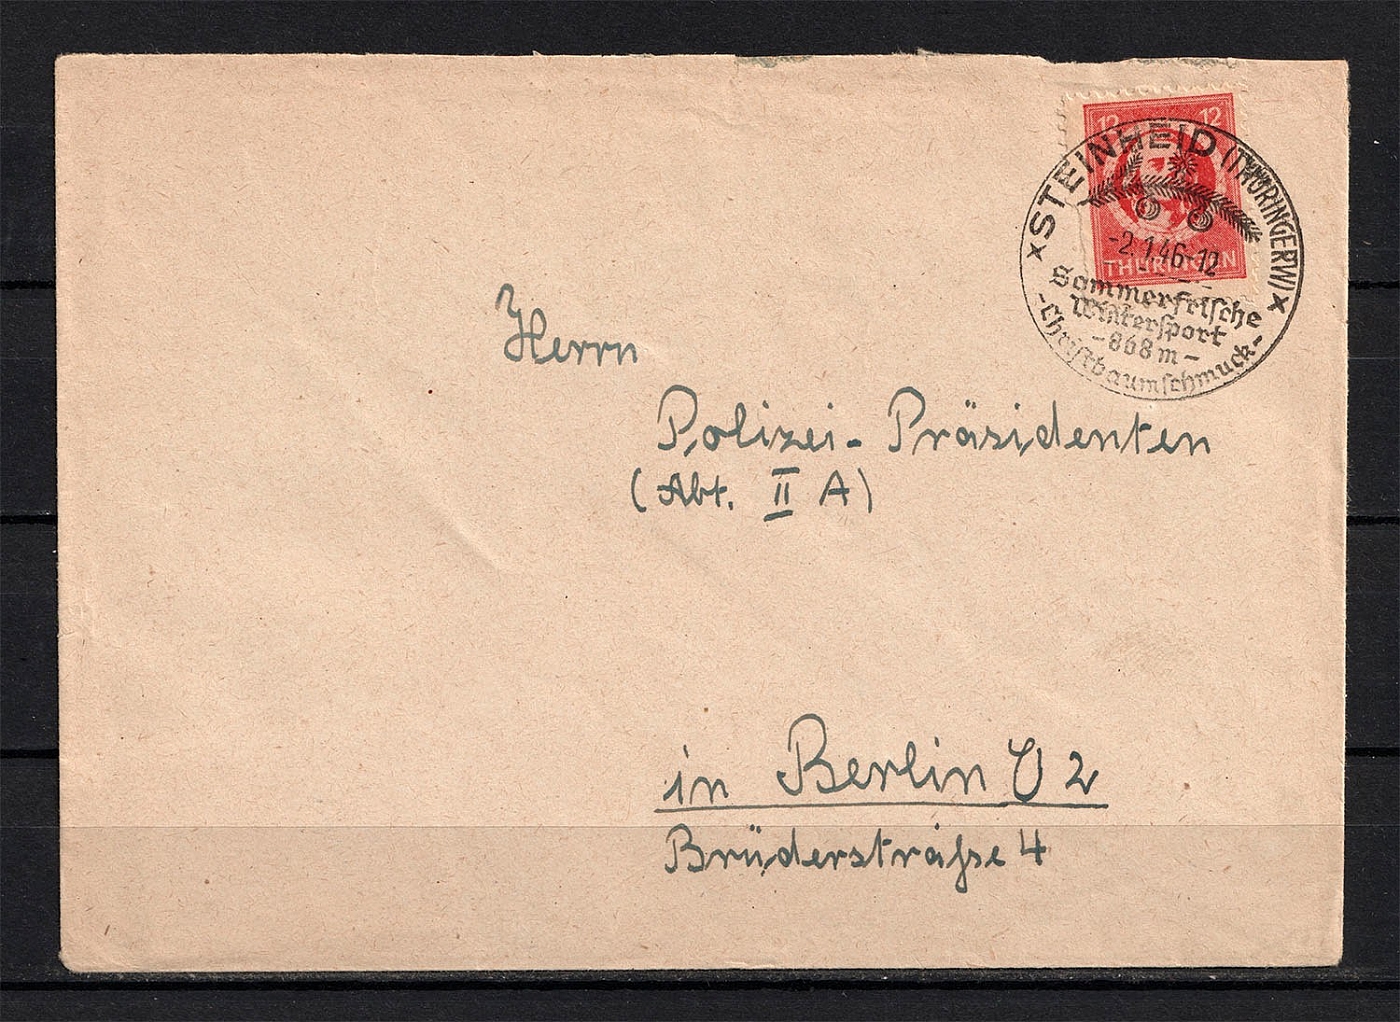 12 12
THÜRINGEN
× STEINHEID (THÜRINGERW) ×
-2.1.46-12
Sommerfrische
Wintersport
-868 m-
-Christbaumschmuck-
Herrn
Polizei-Präsidenten
(Abt. II A)
in Berlin C 2
Brüderstraße 4